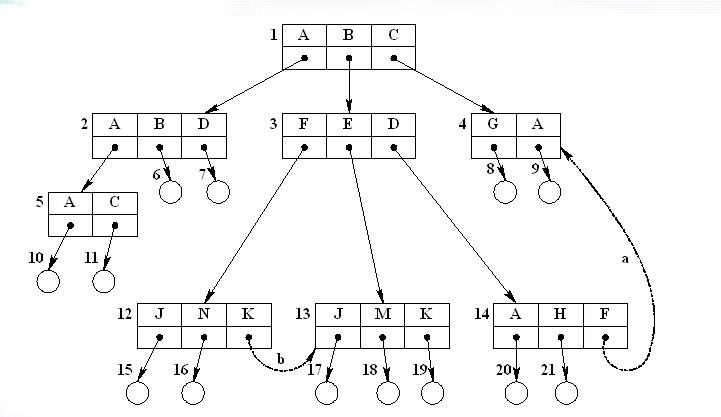 1 A B C
2 A B D 3 F E D 4 G A
6 7 8 9
5 A C
a
10 11
12 J N K 13 J M K 14 A H F
b
15 16 17 18 19 20 21